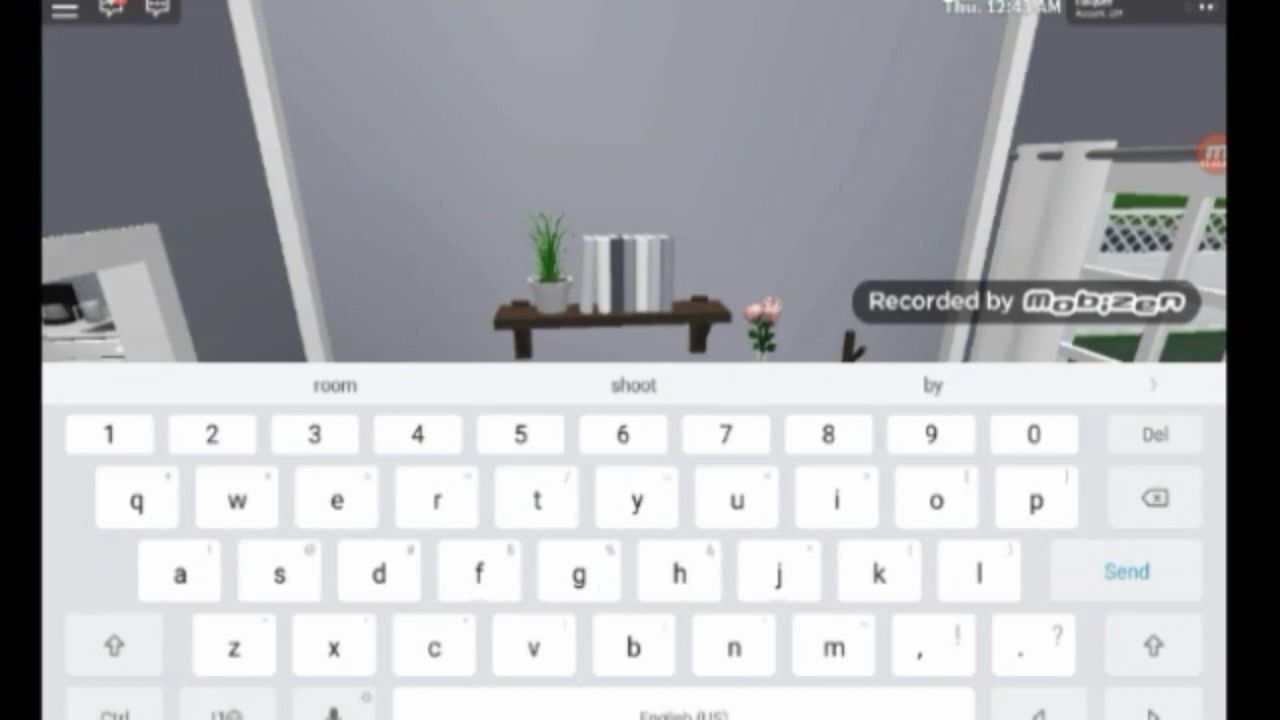 Thu. 12:43 AM
Recorded by mobizen
room shoot by
1 2 3 4 5 6 7 8 9 0 Del
q w e r t y u i o p
a s d f g h j k l Send
z x c v b n m , ! . ?
Ctrl English (US)